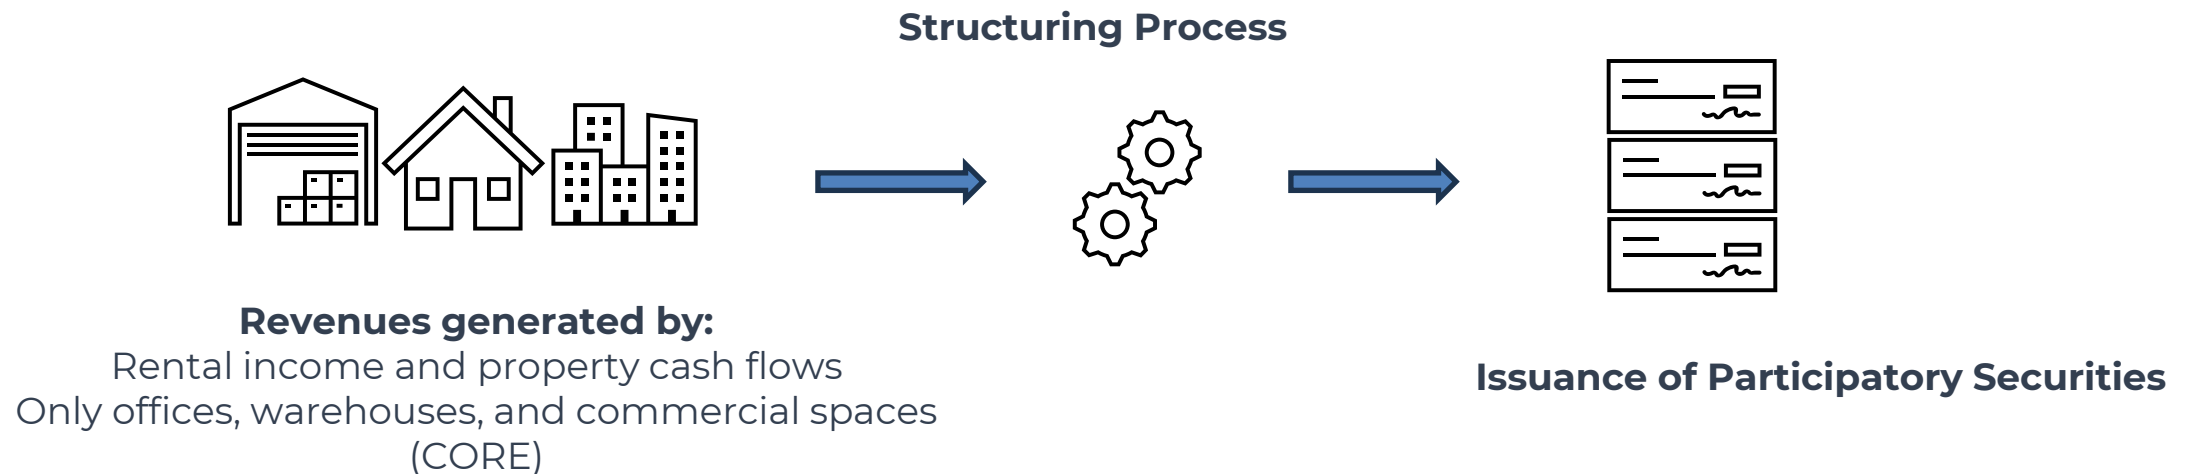 Structuring Process
Revenues generated by:
Rental income and property cash flows
Only offices, warehouses, and commercial spaces
(CORE)
Issuance of Participatory Securities